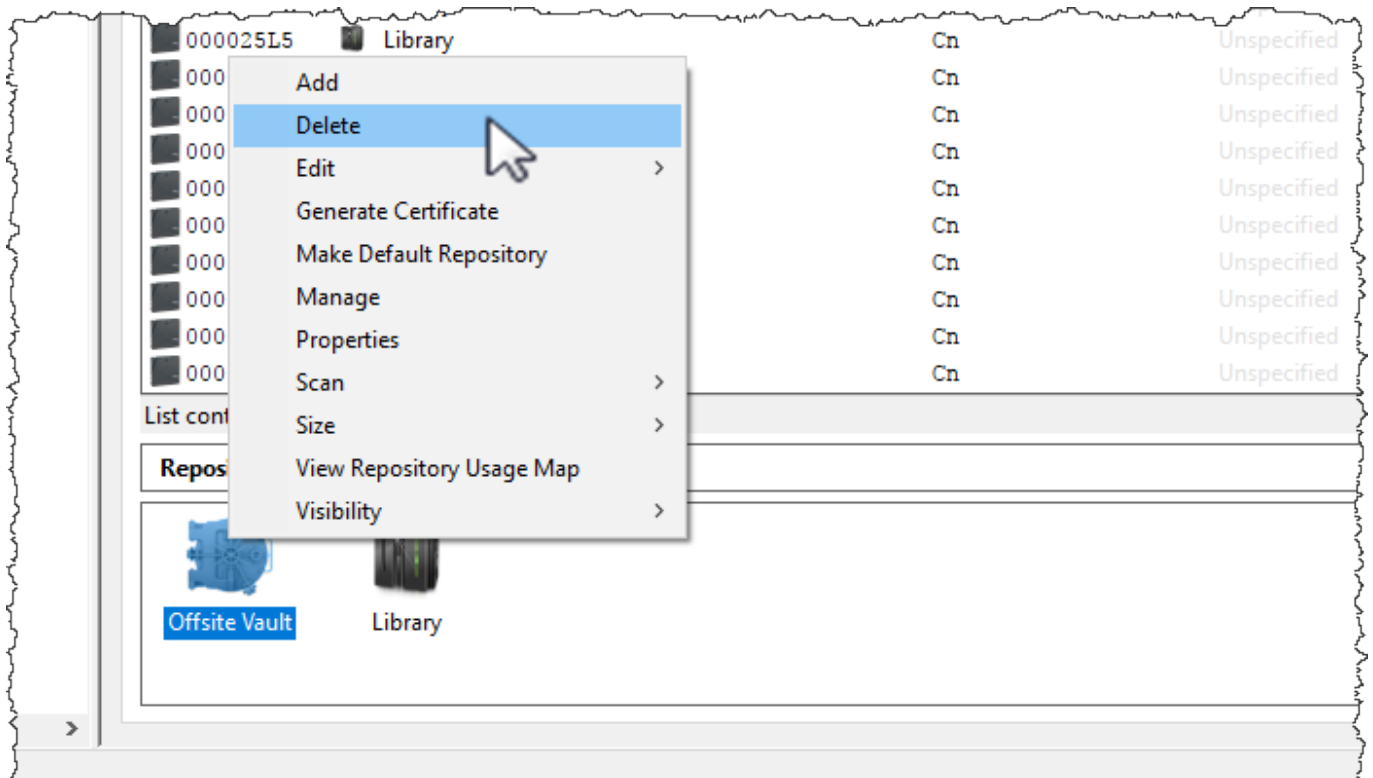 000025L5 Library Cn Unspecified
000 Cn Unspecified
Add
000 Cn Unspecified
Delete
000 Cn Unspecified
Edit
000 Cn Unspecified
Generate Certificate
000 Cn Unspecified
Make Default Repository
000 Cn Unspecified
Manage
000 Cn Unspecified
Properties
000 Cn Unspecified
Scan
000 Cn Unspecified
List cont
Size
Repos
View Repository Usage Map
Visibility
Offsite Vault Library